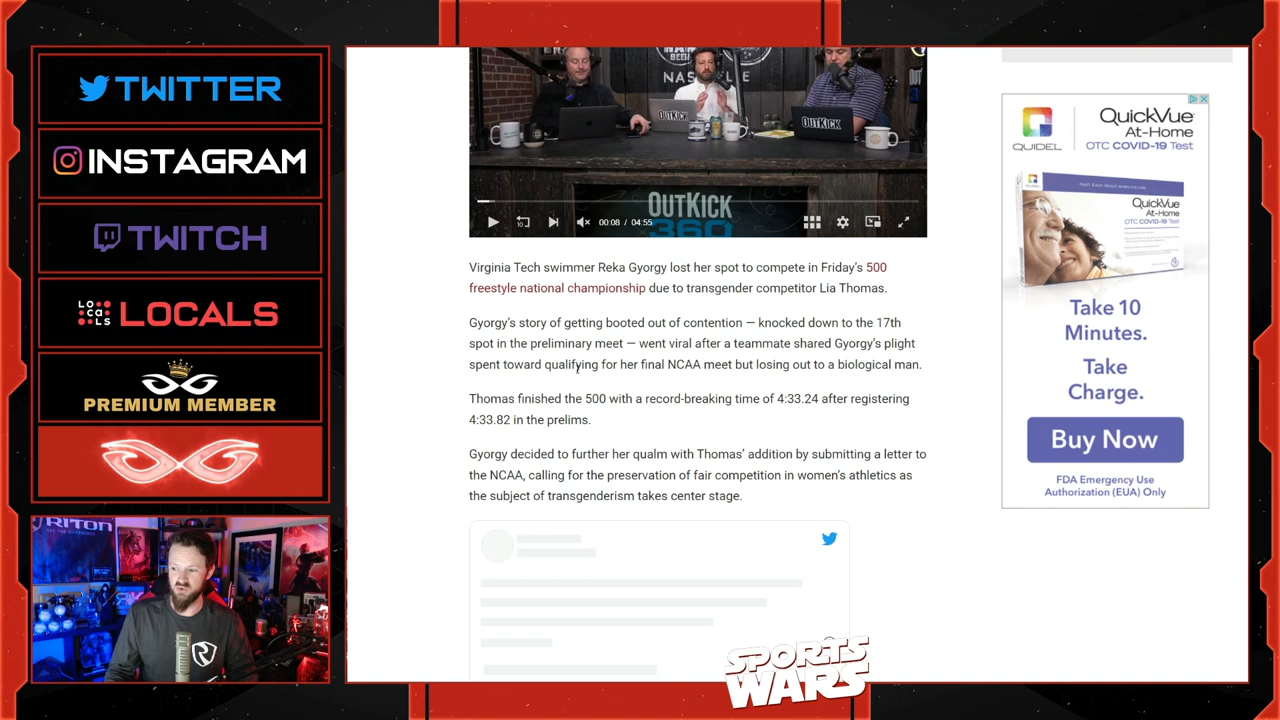 TWITTER
INSTAGRAM
TWITCH
LOCALS
LOCALS
PREMIUM MEMBER
RITON
NASHVILLE
OUTKICK
OUTKICK
OUTKICK
360
00:08 / 04:55
Virginia Tech swimmer Reka Gyorgy lost her spot to compete in Friday's 500
freestyle national championship due to transgender competitor Lia Thomas.
Gyorgy's story of getting booted out of contention — knocked down to the 17th
spot in the preliminary meet — went viral after a teammate shared Gyorgy's plight
spent toward qualifying for her final NCAA meet but losing out to a biological man.
Thomas finished the 500 with a record-breaking time of 4:33.24 after registering
4:33.82 in the prelims.
Gyorgy decided to further her qualm with Thomas' addition by submitting a letter to
the NCAA, calling for the preservation of fair competition in women's athletics as
the subject of transgenderism takes center stage.
SPORTS
WARS
QUIDEL
QuickVue
At-Home
OTC COVID-19 Test
QuickVue
At-Home
OTC COVID-19 Test
Take 10
Minutes.
Take
Charge.
Buy Now
FDA Emergency Use
Authorization (EUA) Only